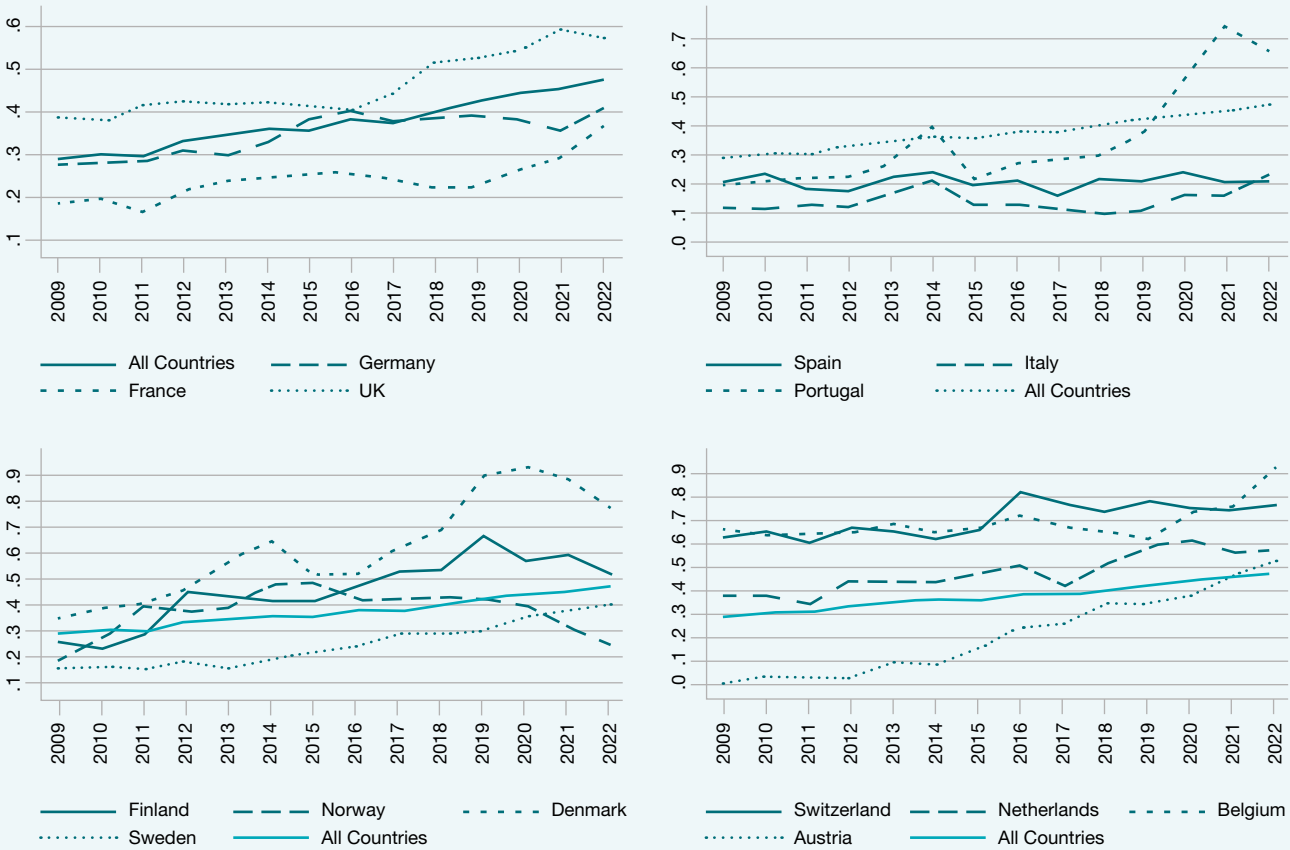 .6
.5
.4
.3
.2
.1
2009 2010 2011 2012 2013 2014 2015 2016 2017 2018 2019 2020 2021 2022
All Countries Germany
France UK
.7
.6
.5
.4
.3
.2
.1
.0
2009 2010 2011 2012 2013 2014 2015 2016 2017 2018 2019 2020 2021 2022
Spain Italy
Portugal All Countries
.9
.8
.7
.6
.5
.4
.3
.2
.1
2009 2010 2011 2012 2013 2014 2015 2016 2017 2018 2019 2020 2021 2022
Finland Norway Denmark
Sweden All Countries
.9
.8
.7
.6
.5
.4
.3
.2
.1
.0
2009 2010 2011 2012 2013 2014 2015 2016 2017 2018 2019 2020 2021 2022
Switzerland Netherlands Belgium
Austria All Countries